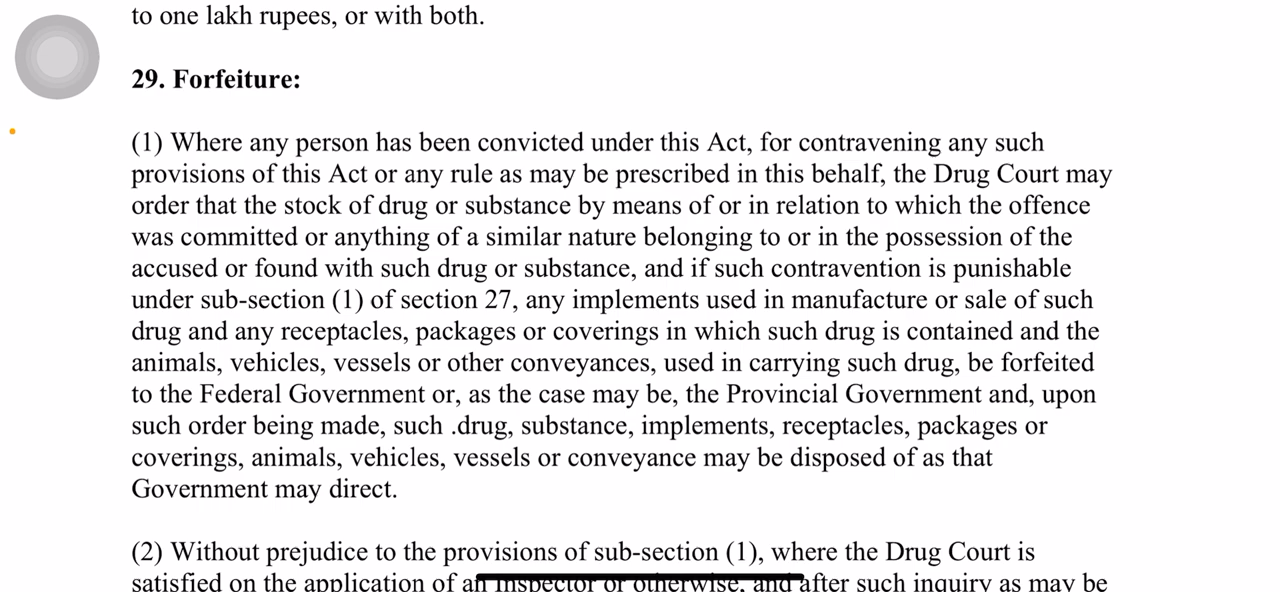 to one lakh rupees, or with both.
29. Forfeiture:
(1) Where any person has been convicted under this Act, for contravening any such
provisions of this Act or any rule as may be prescribed in this behalf, the Drug Court may
order that the stock of drug or substance by means of or in relation to which the offence
was committed or anything of a similar nature belonging to or in the possession of the
accused or found with such drug or substance, and if such contravention is punishable
under sub-section (1) of section 27, any implements used in manufacture or sale of such
drug and any receptacles, packages or coverings in which such drug is contained and the
animals, vehicles, vessels or other conveyances, used in carrying such drug, be forfeited
to the Federal Government or, as the case may be, the Provincial Government and, upon
such order being made, such .drug, substance, implements, receptacles, packages or
coverings, animals, vehicles, vessels or conveyance may be disposed of as that
Government may direct.
(2) Without prejudice to the provisions of sub-section (1), where the Drug Court is
satisfied on the application of an Inspector or otherwise, and after such inquiry as may be